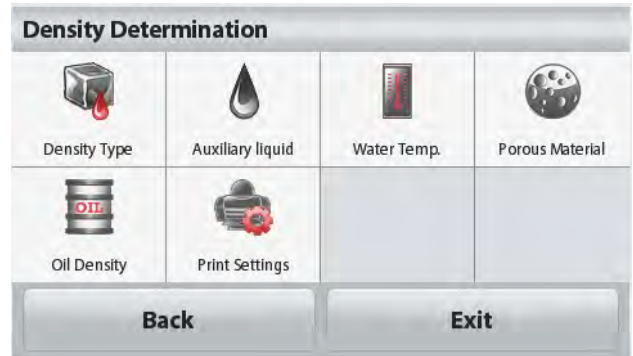 Density Determination
Density Type
Auxiliary liquid
Water Temp.
Porous Material
OIL
Oil Density
Print Settings
Back
Exit